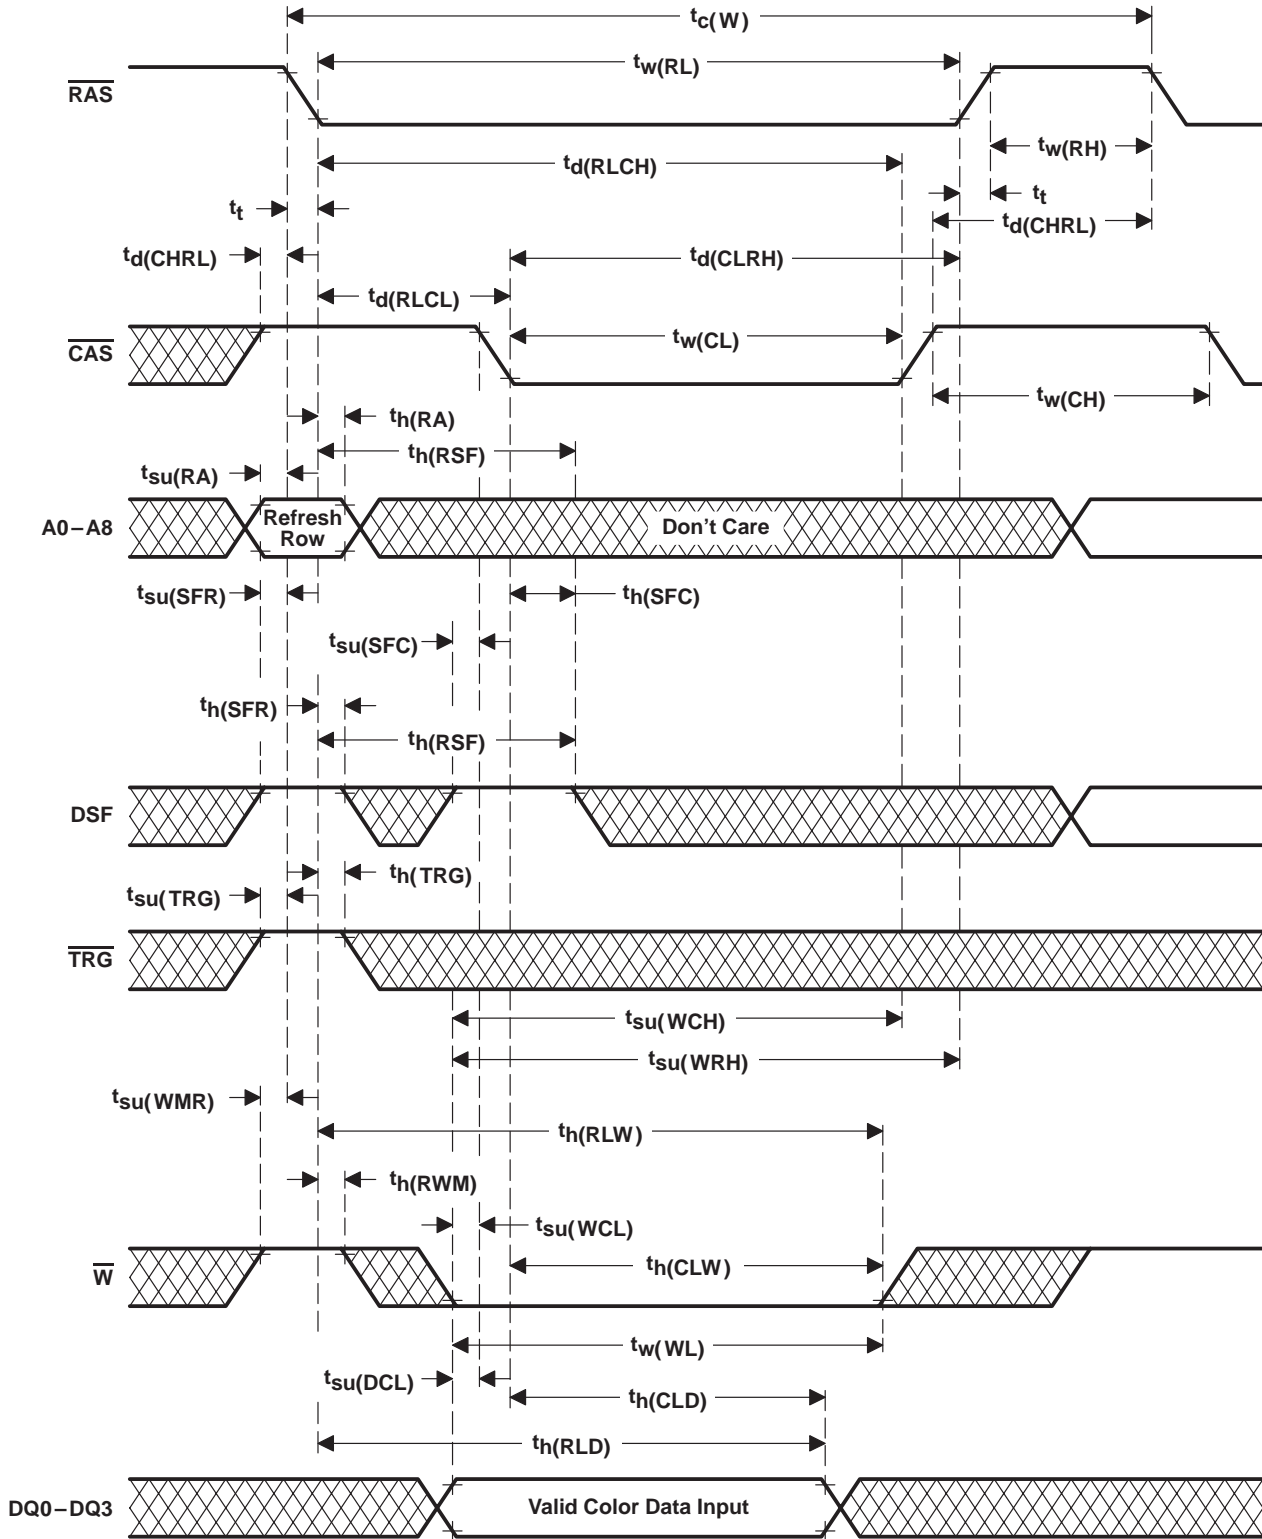 tc(W)
tw(RL)
RAS
tw(RH)
td(RLCH)
tt
tt
td(CHRL)
td(CHRL)
td(CLRH)
td(RLCL)
CAS
tw(CL)
tw(CH)
th(RA)
th(RSF)
tsu(RA)
A0–A8
Refresh
Row
Don't Care
tsu(SFR)
th(SFC)
tsu(SFC)
th(SFR)
th(RSF)
DSF
th(TRG)
tsu(TRG)
TRG
tsu(WCH)
tsu(WRH)
tsu(WMR)
th(RLW)
th(RWM)
tsu(WCL)
W
th(CLW)
tw(WL)
tsu(DCL)
th(CLD)
th(RLD)
DQ0–DQ3
Valid Color Data Input